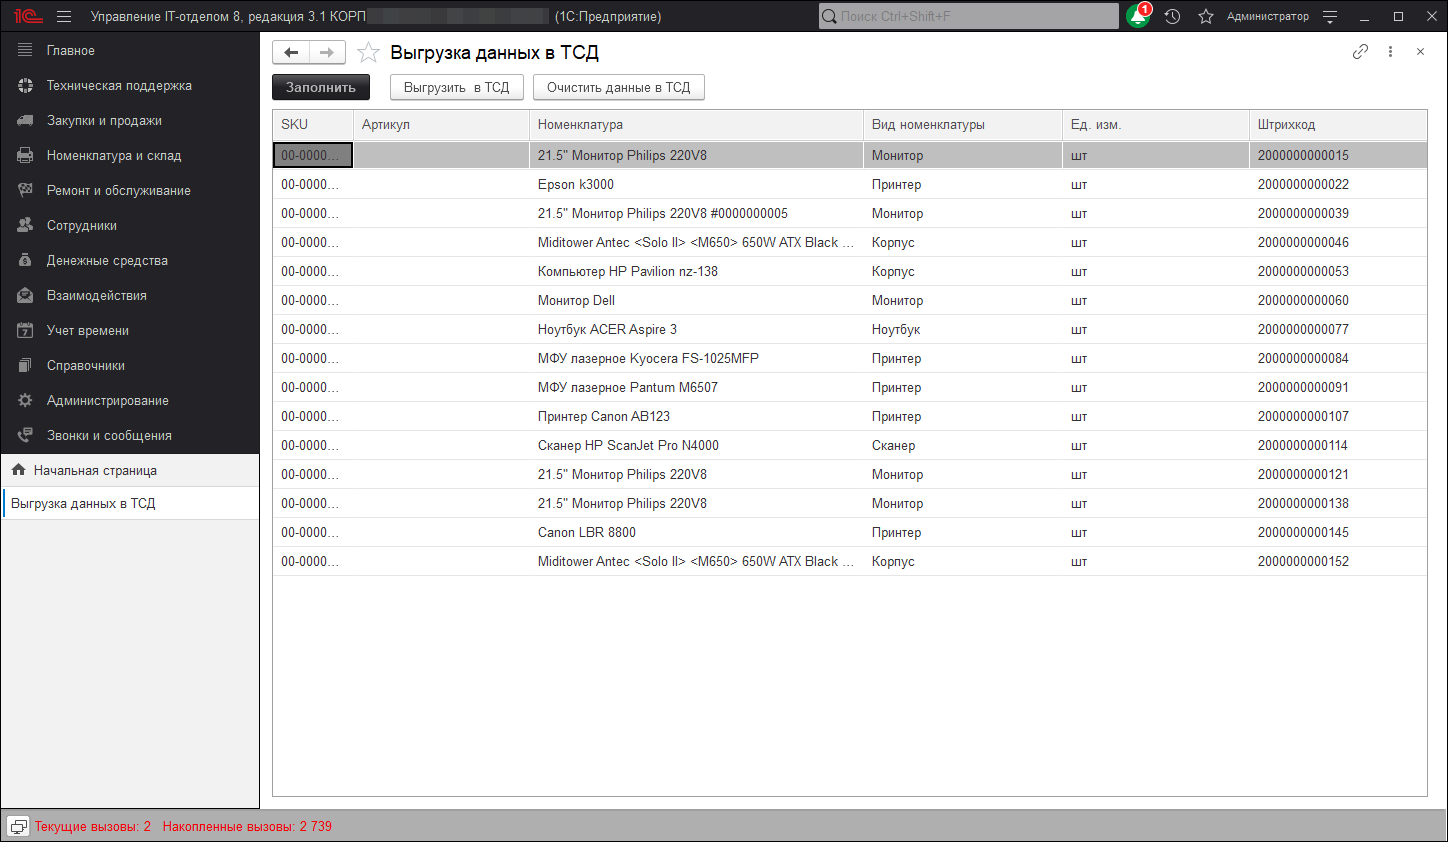 1С Управление IT-отделом 8, редакция 3.1 КОРП (1С:Предприятие) Поиск Ctrl+Shift+F 1 Администратор
Главное
Техническая поддержка
Закупки и продажи
Номенклатура и склад
Ремонт и обслуживание
Сотрудники
Денежные средства
Взаимодействия
Учет времени
Справочники
Администрирование
Звонки и сообщения
Начальная страница
Выгрузка данных в ТСД
Выгрузка данных в ТСД
Заполнить Выгрузить в ТСД Очистить данные в ТСД
SKU Артикул Номенклатура Вид номенклатуры Ед. изм. Штрихкод
00-0000... 21.5" Монитор Philips 220V8 Монитор шт 2000000000015
00-0000... Epson k3000 Принтер шт 2000000000022
00-0000... 21.5" Монитор Philips 220V8 #0000000005 Монитор шт 2000000000039
00-0000... Miditower Antec <Solo II> <M650> 650W ATX Black ... Корпус шт 2000000000046
00-0000... Компьютер HP Pavilion nz-138 Корпус шт 2000000000053
00-0000... Монитор Dell Монитор шт 2000000000060
00-0000... Ноутбук ACER Aspire 3 Ноутбук шт 2000000000077
00-0000... МФУ лазерное Kyocera FS-1025MFP Принтер шт 2000000000084
00-0000... МФУ лазерное Pantum M6507 Принтер шт 2000000000091
00-0000... Принтер Canon AB123 Принтер шт 2000000000107
00-0000... Сканер HP ScanJet Pro N4000 Сканер шт 2000000000114
00-0000... 21.5" Монитор Philips 220V8 Монитор шт 2000000000121
00-0000... 21.5" Монитор Philips 220V8 Монитор шт 2000000000138
00-0000... Canon LBR 8800 Принтер шт 2000000000145
00-0000... Miditower Antec <Solo II> <M650> 650W ATX Black ... Корпус шт 2000000000152
Текущие вызовы: 2 Накопленные вызовы: 2 739